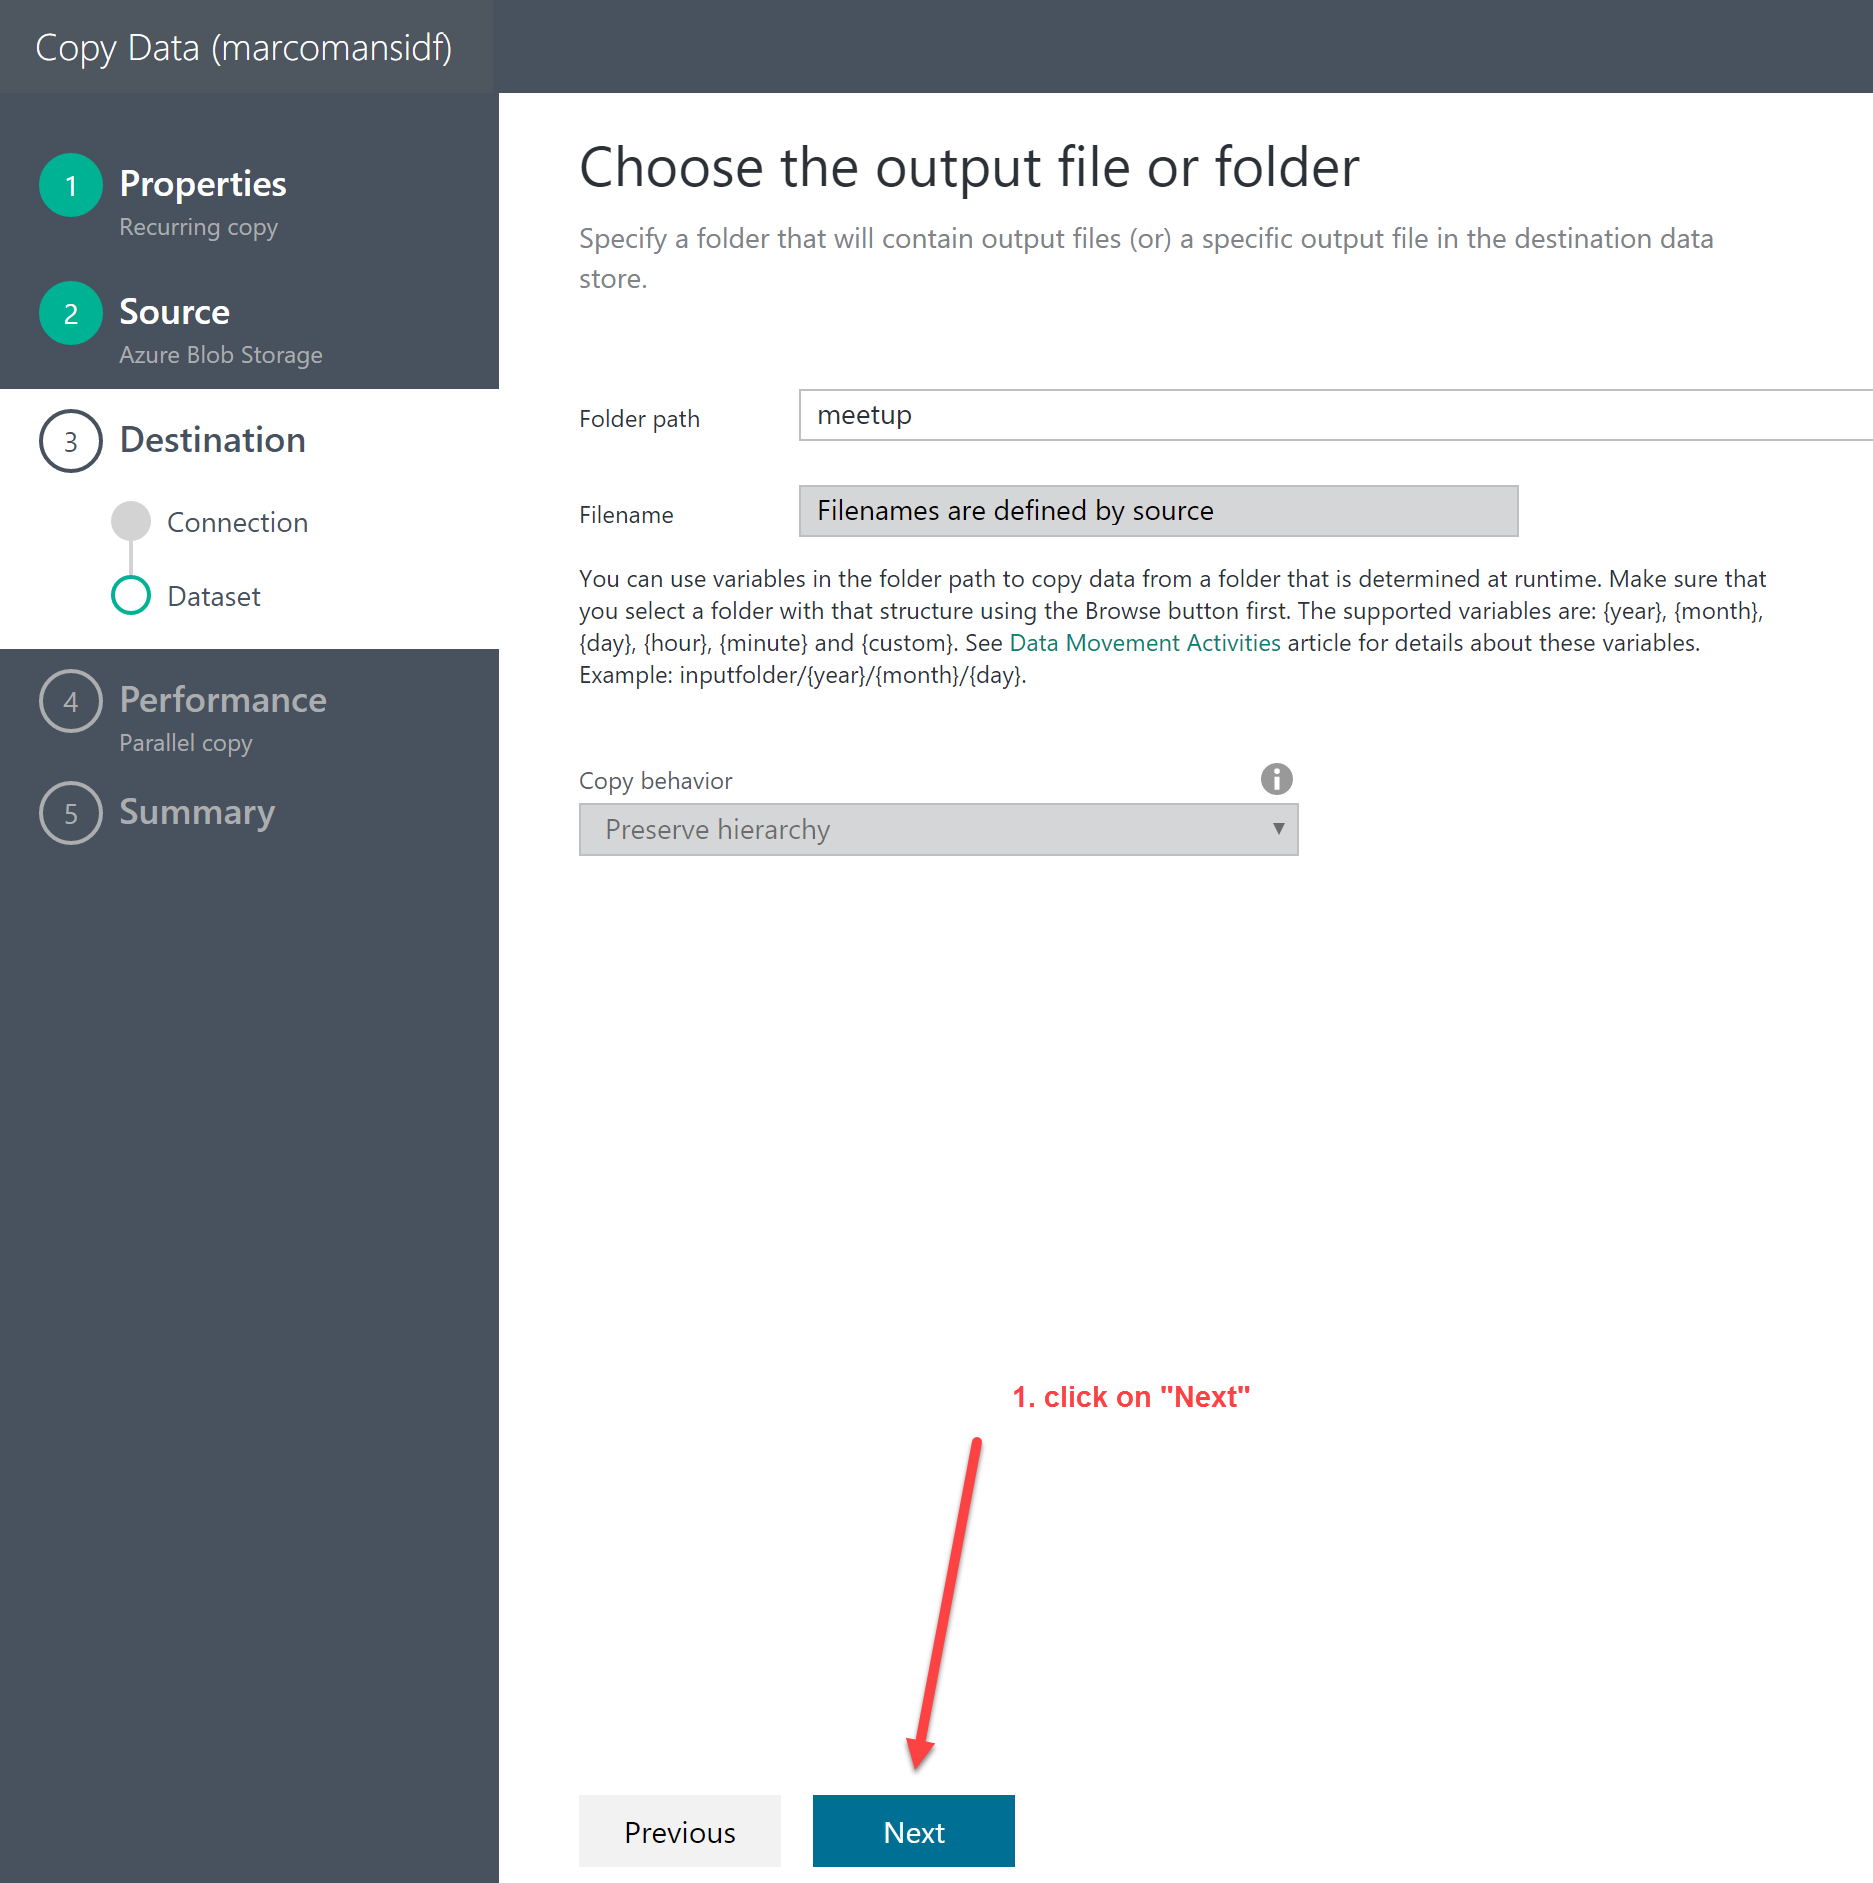 Copy Data (marcomansidf)
1 Properties
Recurring copy
2 Source
Azure Blob Storage
3 Destination
Connection
Dataset
4 Performance
Parallel copy
5 Summary
Choose the output file or folder
Specify a folder that will contain output files (or) a specific output file in the destination data
store.
Folder path meetup
Filename Filenames are defined by source
You can use variables in the folder path to copy data from a folder that is determined at runtime. Make sure that
you select a folder with that structure using the Browse button first. The supported variables are: {year}, {month},
{day}, {hour}, {minute} and {custom}. See Data Movement Activities article for details about these variables.
Example: inputfolder/{year}/{month}/{day}.
Copy behavior
Preserve hierarchy
1. click on "Next"
Previous Next